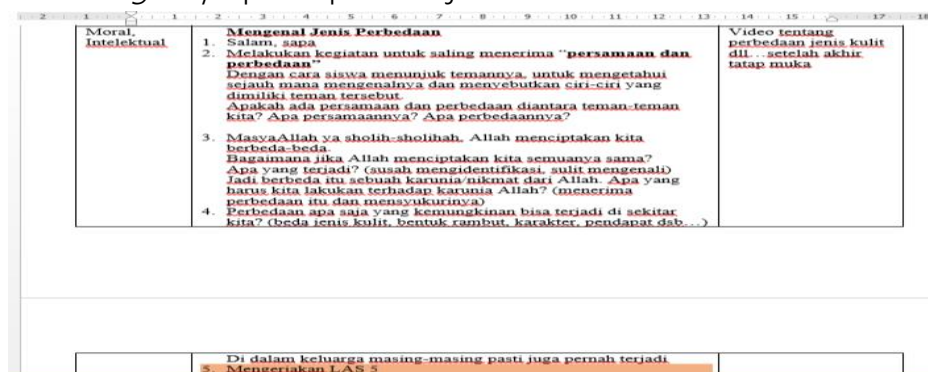 Moral,
Intelektual
Mengenal Jenis Perbedaan
1. Salam, sapa
2. Melakukan kegiatan untuk saling menerima "persamaan dan
perbedaan"
Dengan cara siswa menunjuk temannya, untuk mengetahui
sejauh mana mengenalnya dan menyebutkan ciri-ciri yang
dimiliki teman tersebut.
Apakah ada persamaan dan perbedaan diantara teman-teman
kita? Apa persamaannya? Apa perbedaannya?
3. MasyaAllah ya sholih-sholihah, Allah menciptakan kita
berbeda-beda.
Bagaimana jika Allah menciptakan kita semuanya sama?
Apa yang terjadi? (susah mengidentifikasi, sulit mengenali)
Jadi berbeda itu sebuah karunia/nikmat dari Allah. Apa yang
harus kita lakukan terhadap karunia Allah? (menerima
perbedaan itu dan mensyukurinya)
4. Perbedaan apa saja yang kemungkinan bisa terjadi di sekitar
kita? (beda jenis kulit, bentuk rambut, karakter, pendapat dsb...)
Video tentang
perbedaan jenis kulit
dll...setelah akhir
tatap muka
Di dalam keluarga masing-masing pasti juga pernah terjadi
5. Mengerjakan LAS 5